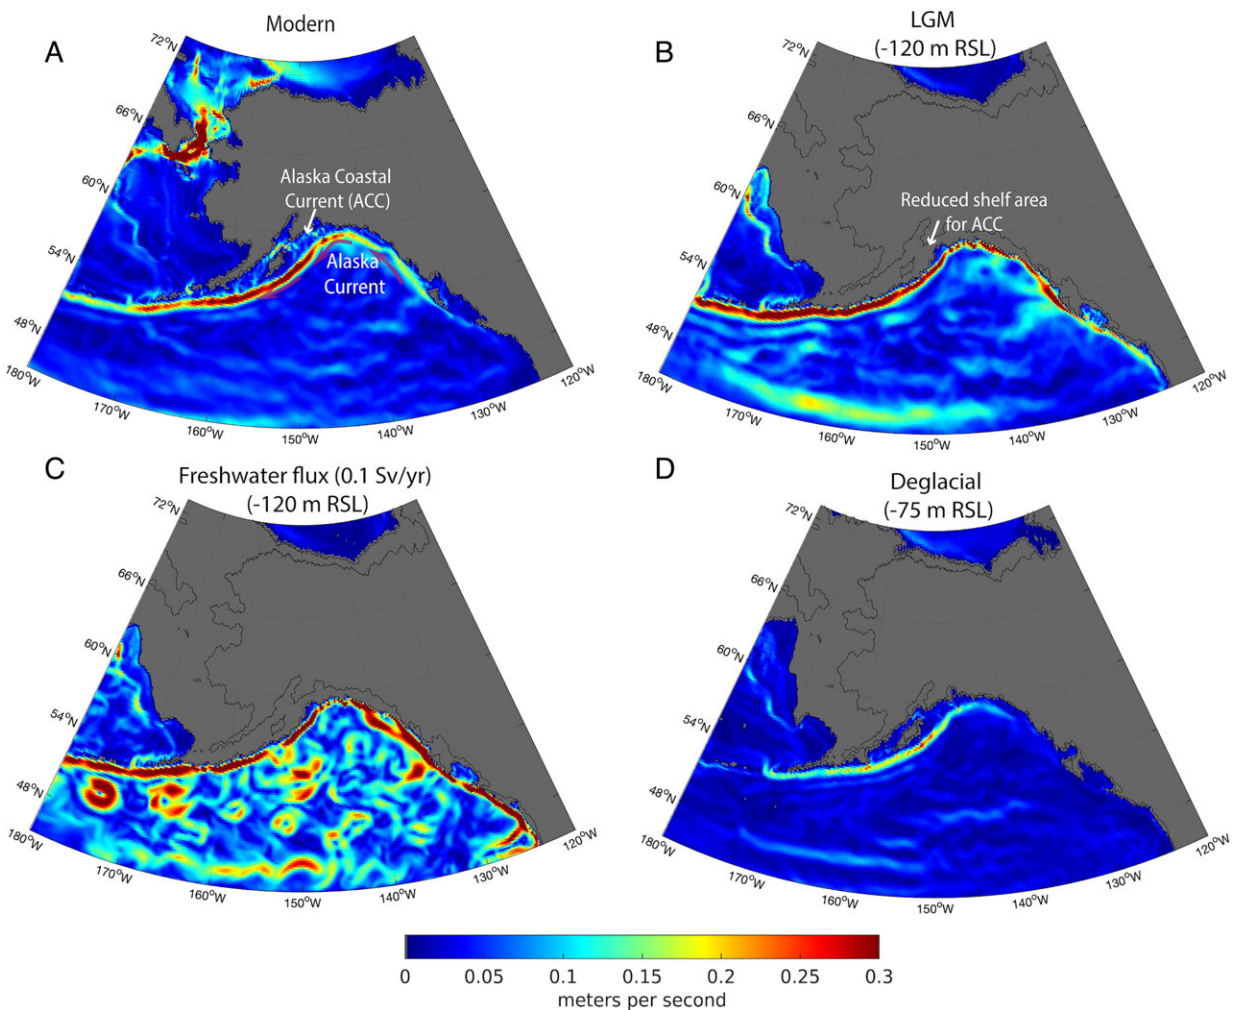 A
Modern
72°N
66°N
60°N
54°N
48°N
180°W
170°W
160°W
150°W
140°W
130°W
120°W
Alaska Coastal
Current (ACC)
Alaska
Current
B
LGM
(-120 m RSL)
72°N
66°N
60°N
54°N
48°N
180°W
170°W
160°W
150°W
140°W
130°W
120°W
Reduced shelf area
for ACC
C
Freshwater flux (0.1 Sv/yr)
(-120 m RSL)
72°N
66°N
60°N
54°N
48°N
180°W
170°W
160°W
150°W
140°W
130°W
120°W
D
Deglacial
(-75 m RSL)
72°N
66°N
60°N
54°N
48°N
180°W
170°W
160°W
150°W
140°W
130°W
120°W
0 0.05 0.1 0.15 0.2 0.25 0.3
meters per second